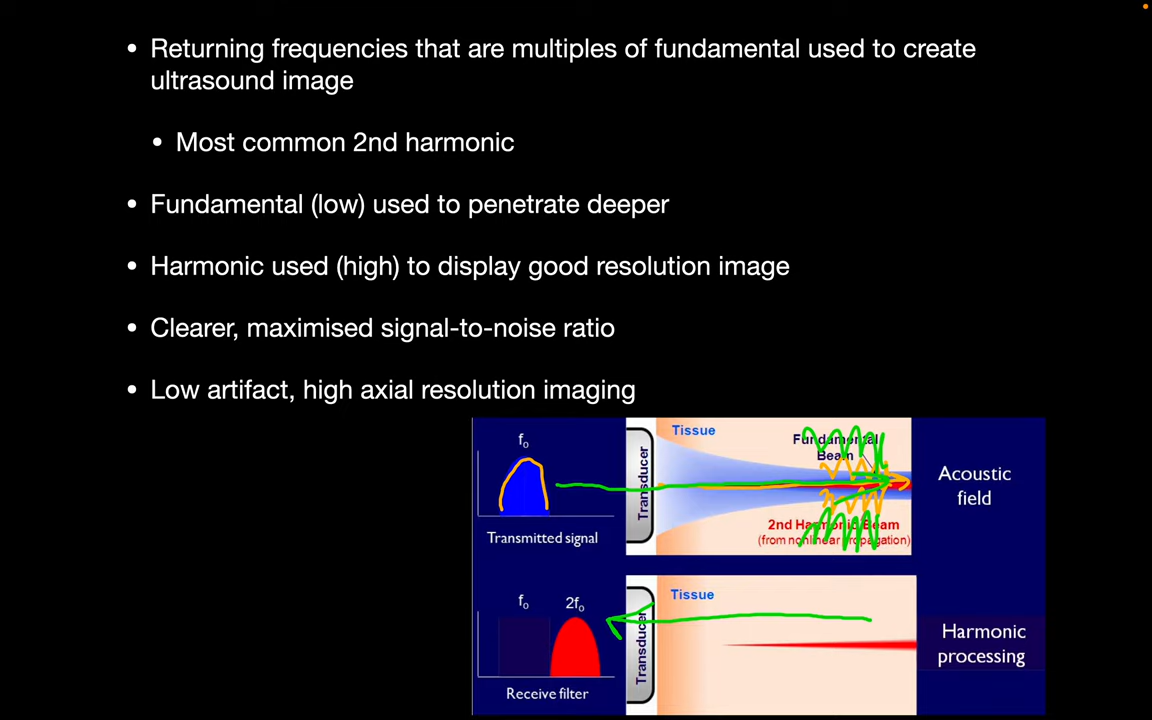 • Returning frequencies that are multiples of fundamental used to create
ultrasound image
• Most common 2nd harmonic
• Fundamental (low) used to penetrate deeper
• Harmonic used (high) to display good resolution image
• Clearer, maximised signal-to-noise ratio
• Low artifact, high axial resolution imaging
fo
Transmitted signal
Transducer
Tissue
Fundamental
Beam
2nd Harmonic Beam
(from nonlinear propagation)
Acoustic
field
fo
2fo
Receive filter
Transducer
Tissue
Harmonic
processing